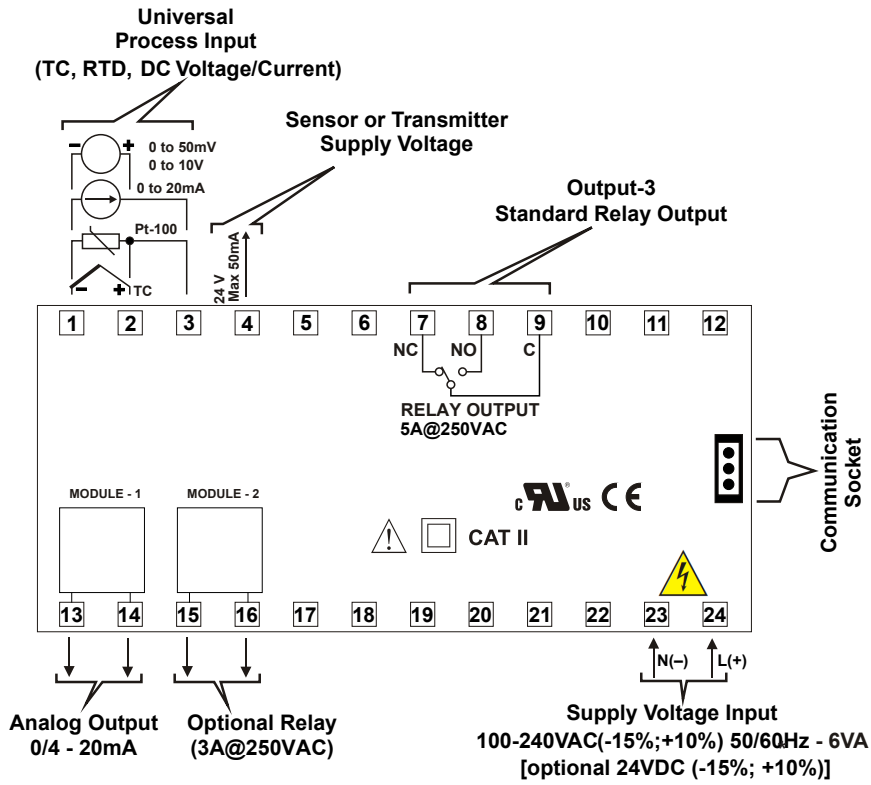 Universal
Process Input
(TC, RTD, DC Voltage/Current)
Sensor or Transmitter
Supply Voltage
Output-3
Standard Relay Output
- + 0 to 50mV
0 to 10V
0 to 20mA
Pt-100
- + TC
24 V
Max 50mA
1 2 3 4 5 6 7 8 9 10 11 12
NC NO C
RELAY OUTPUT
5A@250VAC
Communication
Socket
MODULE - 1 MODULE - 2
c RU ® US CE
CAT II
13 14 15 16 17 18 19 20 21 22 23 24
N(–) L(+)
Analog Output
0/4 - 20mA
Optional Relay
(3A@250VAC)
Supply Voltage Input
100-240VAC(-15%;+10%) 50/60Hz - 6VA
[optional 24VDC (-15%; +10%)]